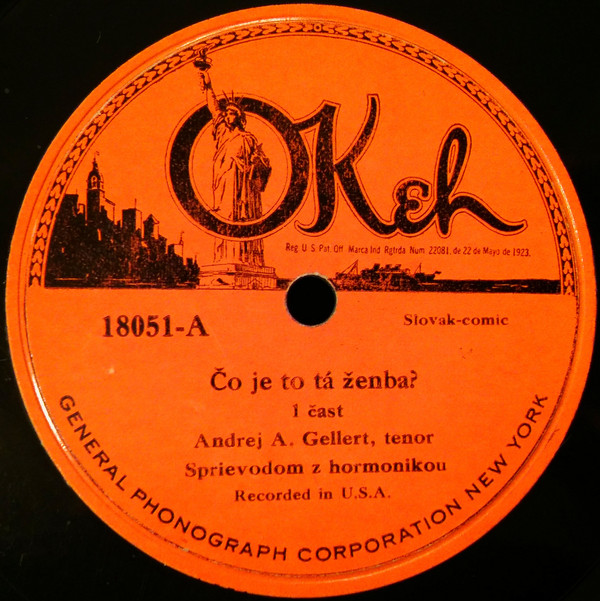 OKeh
Reg. U. S. Pat. Off. Marca Ind. Rgtrda. Num. 22081, de 22 de Mayo de 1923.
18051-A
Slovak-comic
Čo je to tá ženba?
1 čast
Andrej A. Gellert, tenor
Sprievodom z hormonikou
Recorded in U.S.A.
GENERAL PHONOGRAPH CORPORATION NEW YORK